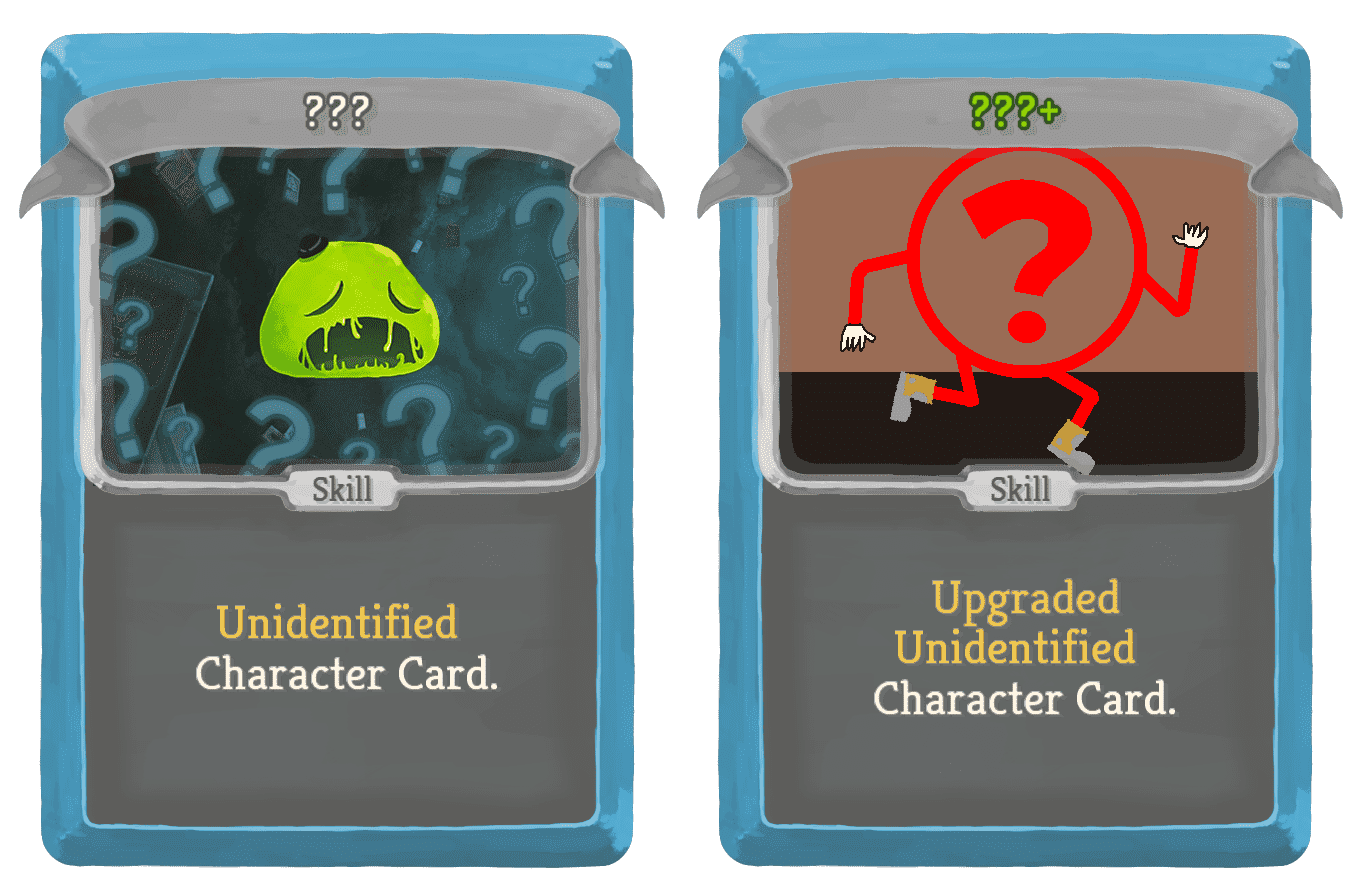 ???
Skill
Unidentified
Character Card.
???+
Skill
Upgraded
Unidentified
Character Card.